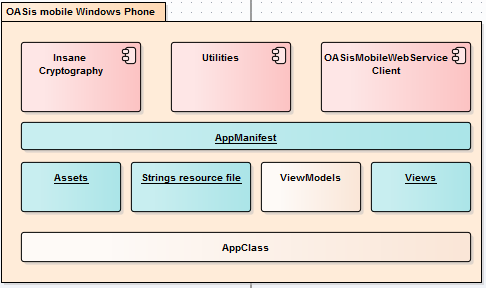 OASis mobile Windows Phone
Insane
Cryptography
Utilities
OASisMobileWebService
Client
AppManifest
Assets
Strings resource file
ViewModels
Views
AppClass